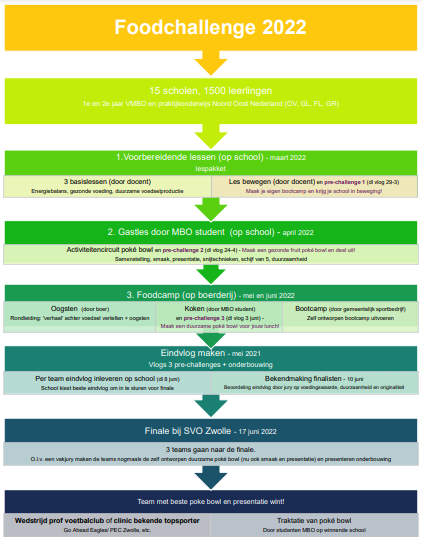 Foodchallenge 2022
15 scholen, 1500 leerlingen
1e en 2e jaar VMBO en praktijkonderwijs Noord Oost Nederland (OV, GL, FL, GR)
1.Voorbereidende lessen (op school) - maart 2022
lespakket
3 basislessen (door docent)
Energiebalans, gezonde voeding, duurzame voedselproductie
Les bewegen (door docent) en pre-challenge 1 (dl vlog 29-3)
Maak je eigen bootcamp en krijg je school in beweging!
2. Gastles door MBO student (op school) - april 2022
Activiteitencircuit poké bowl en pre-challenge 2 (dl vlog 24-4) - Maak een gezonde fruit poké bowl en deel uit!
Samenstelling, smaak, presentatie, snijtechnieken, schijf van 5, duurzaamheid
3. Foodcamp (op boerderij) - mei en juni 2022
Oogsten (door boer)
Rondleiding: 'verhaal' achter voedsel vertellen + oogsten
Koken (door MBO student)
en pre-challenge 3 (dl vlog 3 juni) -
Maak een duurzame poké bowl voor jouw lunch!
Bootcamp (door gemeentelijk sportbedrijf)
Zelf ontworpen bootcamp uitvoeren
Eindvlog maken - mei 2021
Vlogs 3 pre-challenges + onderbouwing
Per team eindvlog inleveren op school (dl 6 juni)
School kiest beste eindvlog om in te sturen voor finale
Bekendmaking finalisten - 10 juni
Beoordeling eindvlog door jury op voedingswaarde, duurzaamheid en originaliteit
Finale bij SVO Zwolle - 17 juni 2022
3 teams gaan naar de finale.
O.l.v. een vakjury maken de teams nogmaals de zelf ontworpen duurzame poké bowl (nu ook smaak en presentatie) en presenteren onderbouwing
Team met beste poke bowl en presentatie wint!
Wedstrijd prof voetbalclub of clinic bekende topsporter
Go Ahead Eagles/ PEC Zwolle, etc.
Traktatie van poké bowl
Door studenten MBO op winnende school